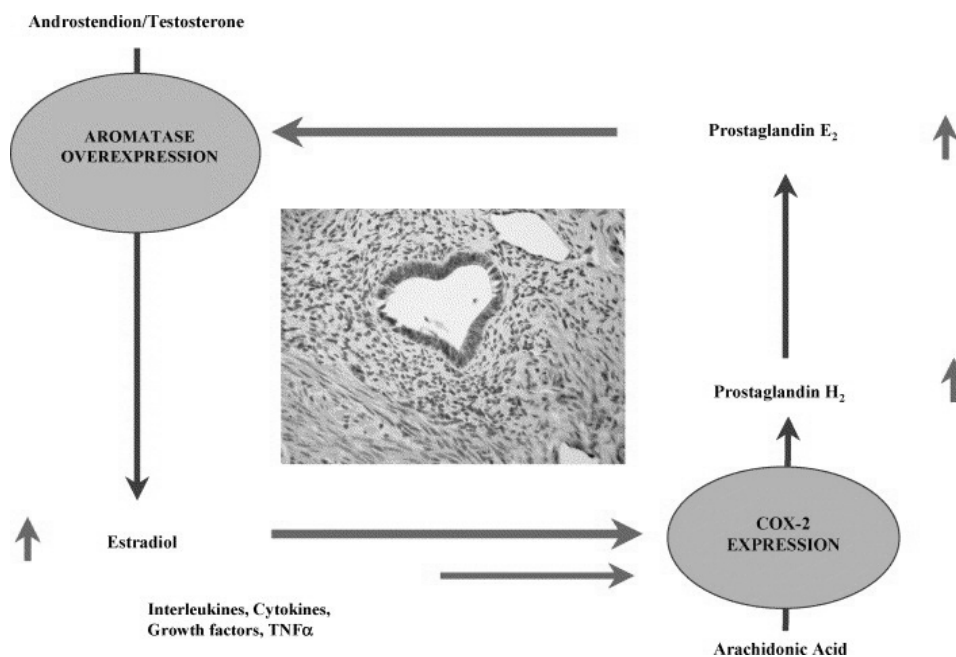 Androstendion/Testosterone
AROMATASE
OVEREXPRESSION
Prostaglandin E₂
Prostaglandin H₂
Estradiol
COX-2
EXPRESSION
Interleukines, Cytokines,
Growth factors, TNFα
Arachidonic Acid